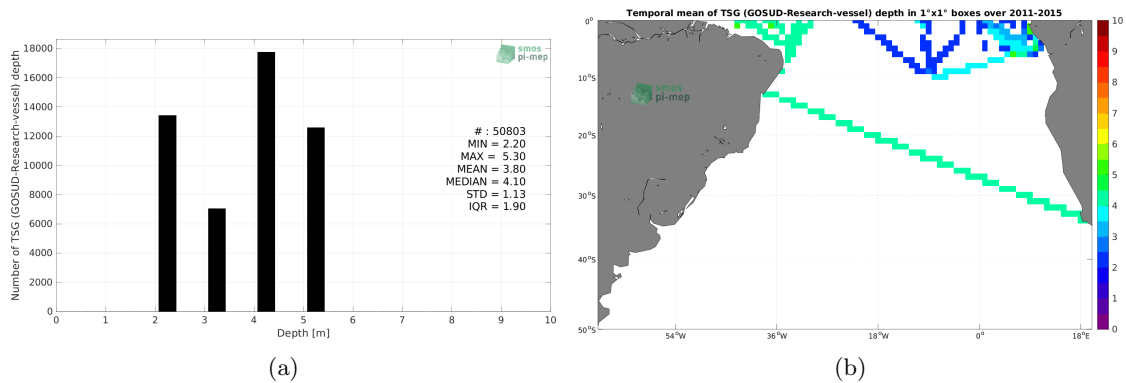 18000
16000
14000
12000
10000
8000
6000
4000
2000
0
Number of TSG (GOSUD-Research-vessel) depth
smos
pi-mep
# : 50803
MIN = 2.20
MAX = 5.30
MEAN = 3.80
MEDIAN = 4.10
STD = 1.13
IQR = 1.90
0 1 2 3 4 5 6 7 8 9 10
Depth [m]
(a)
Temporal mean of TSG (GOSUD-Research-vessel) depth in 1°x1° boxes over 2011-2015
0°
10°S
20°S
30°S
40°S
50°S
smos
pi-mep
54°W 36°W 18°W 0° 18°E
10
9
8
7
6
5
4
3
2
1
0
(b)